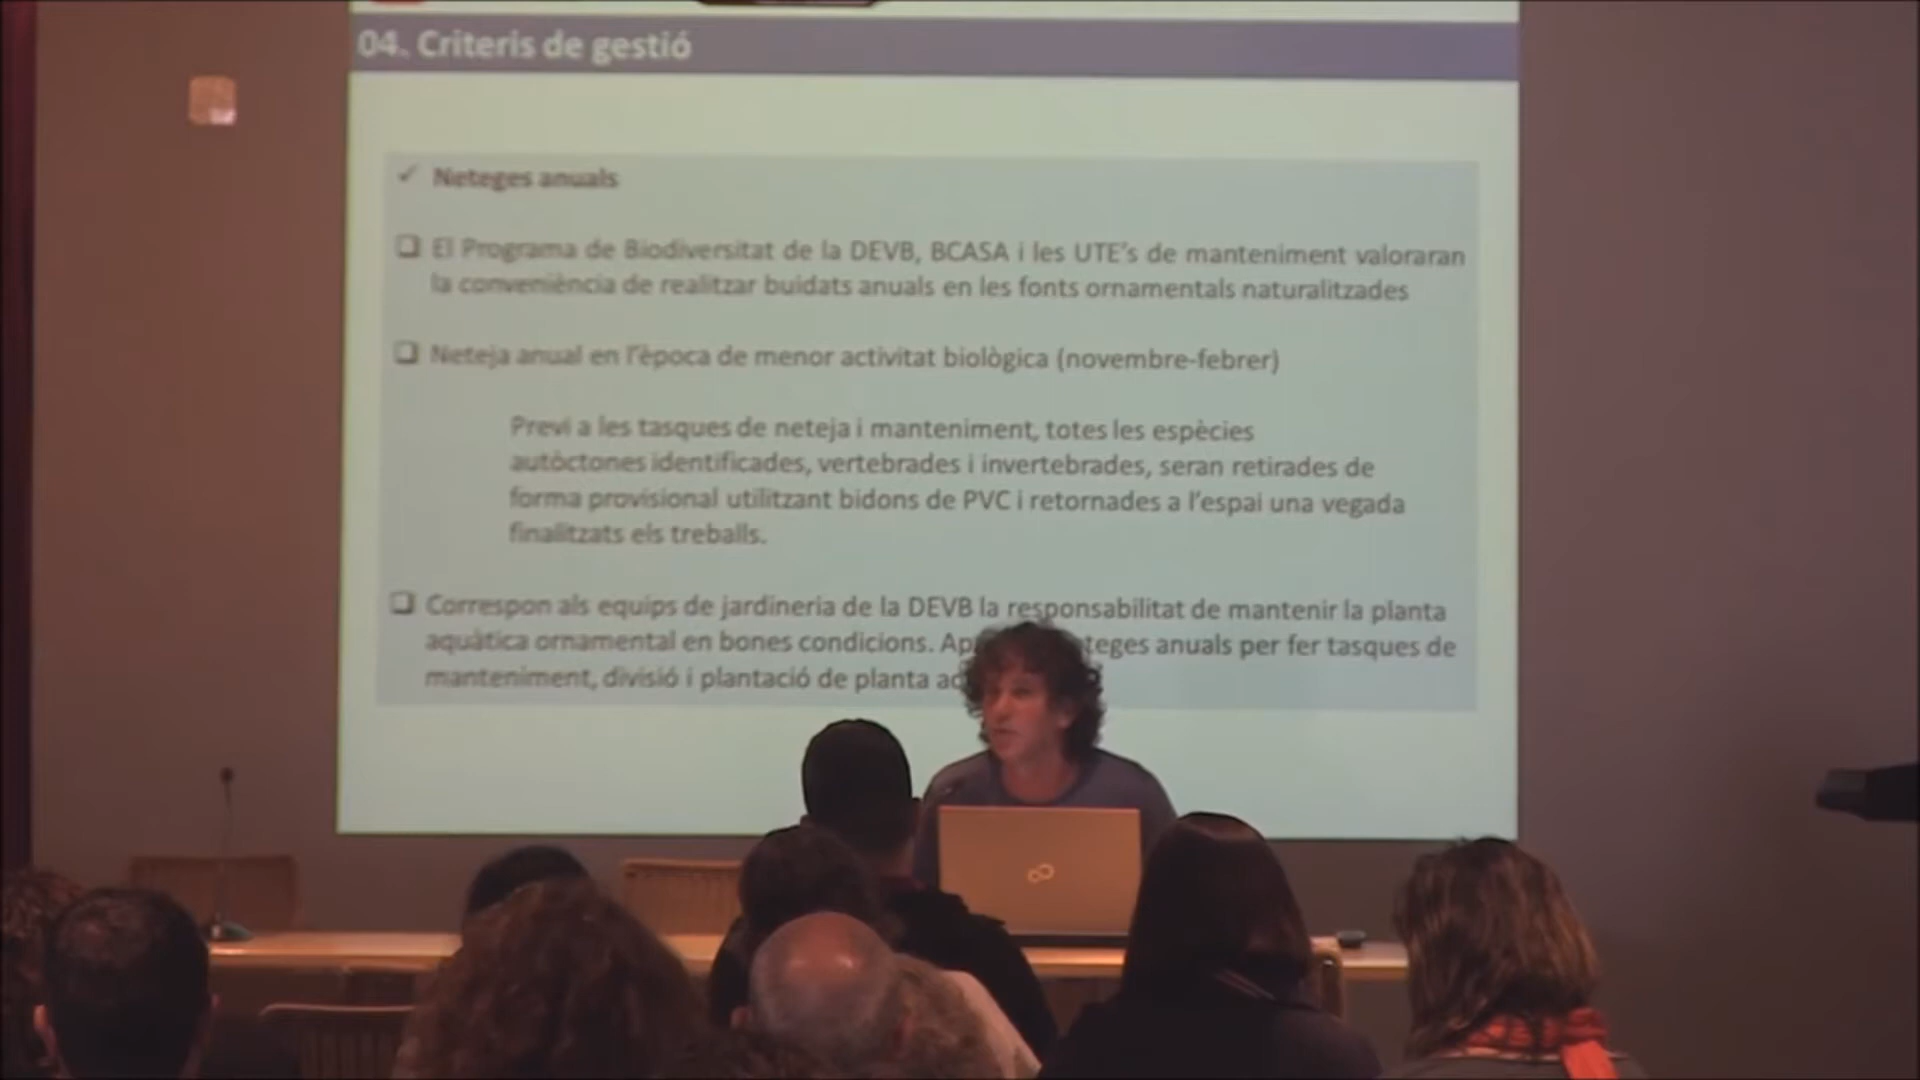 04. Criteris de gestió
✓ Neteges anuals
❑ El Programa de Biodiversitat de la DEVB, BCASA i les UTE's de manteniment valoraran
la conveniència de realitzar buidats anuals en les fonts ornamentals naturalitzades
❑ Neteja anual en l'època de menor activitat biològica (novembre-febrer)
Previ a les tasques de neteja i manteniment, totes les espècies
autòctones identificades, vertebrades i invertebrades, seran retirades de
forma provisional utilitzant bidons de PVC i retornades a l'espai una vegada
finalitzats els treballs.
❑ Correspon als equips de jardineria de la DEVB la responsabilitat de mantenir la planta
aquàtica ornamental en bones condicions. anuals per fer tasques de
manteniment, divisió i plantació de planta